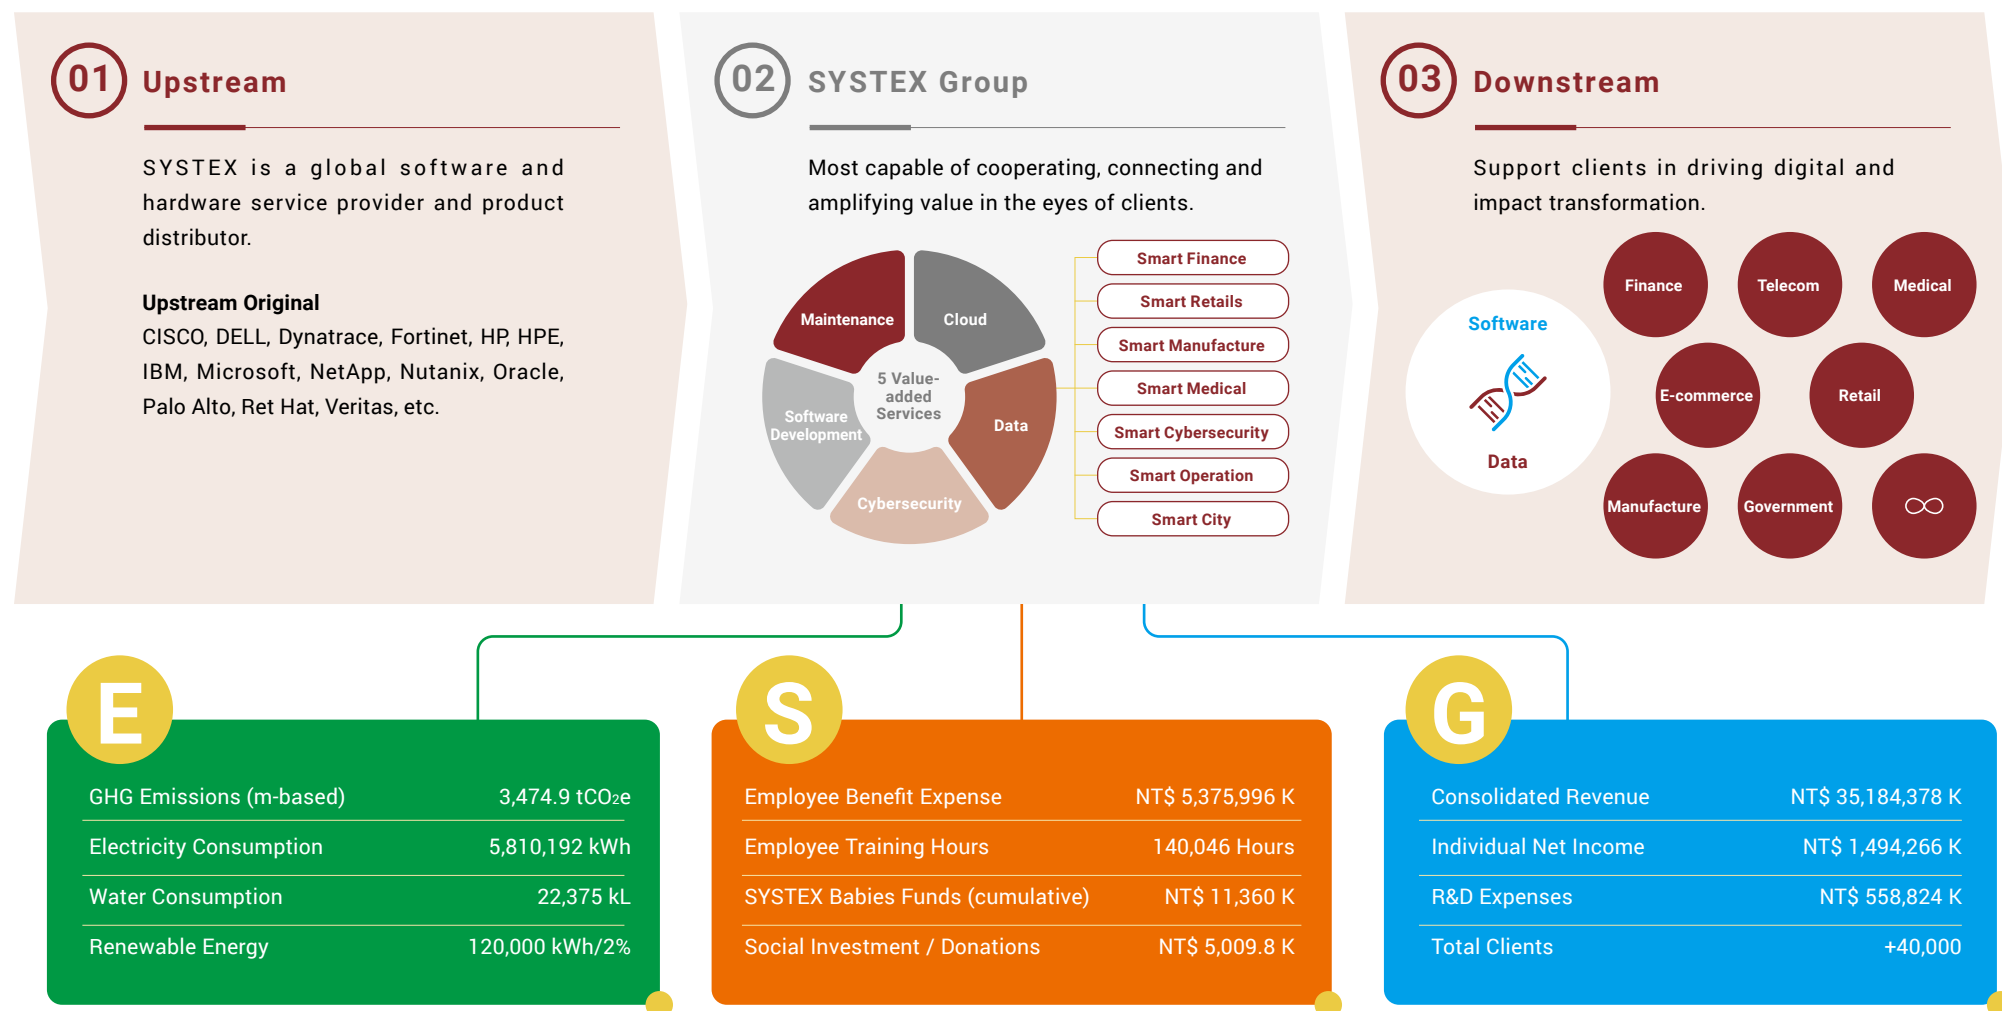 01 Upstream
SYSTEX is a global software and
hardware service provider and product
distributor.
Upstream Original
CISCO, DELL, Dynatrace, Fortinet, HP, HPE,
IBM, Microsoft, NetApp, Nutanix, Oracle,
Palo Alto, Ret Hat, Veritas, etc.
02 SYSTEX Group
Most capable of cooperating, connecting and
amplifying value in the eyes of clients.
Maintenance
Cloud
Software
Development
Data
Cybersecurity
5 Value-
added
Services
Smart Finance
Smart Retails
Smart Manufacture
Smart Medical
Smart Cybersecurity
Smart Operation
Smart City
03 Downstream
Support clients in driving digital and
impact transformation.
Software
Data
Finance
Telecom
Medical
E-commerce
Retail
Manufacture
Government
∞
E
GHG Emissions (m-based) 3,474.9 tCO₂e
Electricity Consumption 5,810,192 kWh
Water Consumption 22,375 kL
Renewable Energy 120,000 kWh/2%
S
Employee Benefit Expense NT$ 5,375,996 K
Employee Training Hours 140,046 Hours
SYSTEX Babies Funds (cumulative) NT$ 11,360 K
Social Investment / Donations NT$ 5,009.8 K
G
Consolidated Revenue NT$ 35,184,378 K
Individual Net Income NT$ 1,494,266 K
R&D Expenses NT$ 558,824 K
Total Clients +40,000